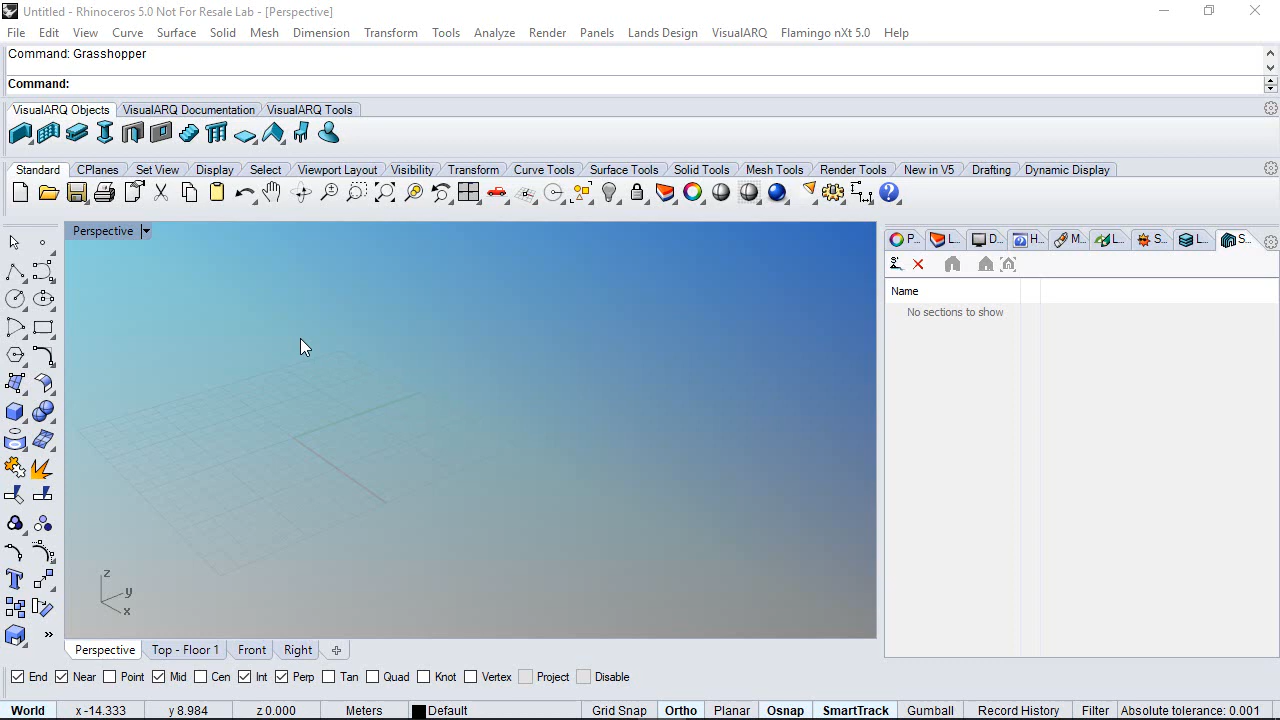 Untitled - Rhinoceros 5.0 Not For Resale Lab - [Perspective]
File Edit View Curve Surface Solid Mesh Dimension Transform Tools Analyze Render Panels Lands Design VisualARQ Flamingo nXt 5.0 Help
Command: Grasshopper
Command:
VisualARQ Objects VisualARQ Documentation VisualARQ Tools
Standard CPlanes Set View Display Select Viewport Layout Visibility Transform Curve Tools Surface Tools Solid Tools Mesh Tools Render Tools New in V5 Drafting Dynamic Display
Perspective
P... L... D... H... M... L... S... L... S...
Name
No sections to show
z
y
x
Perspective Top - Floor 1 Front Right
End Near Point Mid Cen Int Perp Tan Quad Knot Vertex Project Disable
World x -14.333 y 8.984 z 0.000 Meters Default Grid Snap Ortho Planar Osnap SmartTrack Gumball Record History Filter Absolute tolerance: 0.001